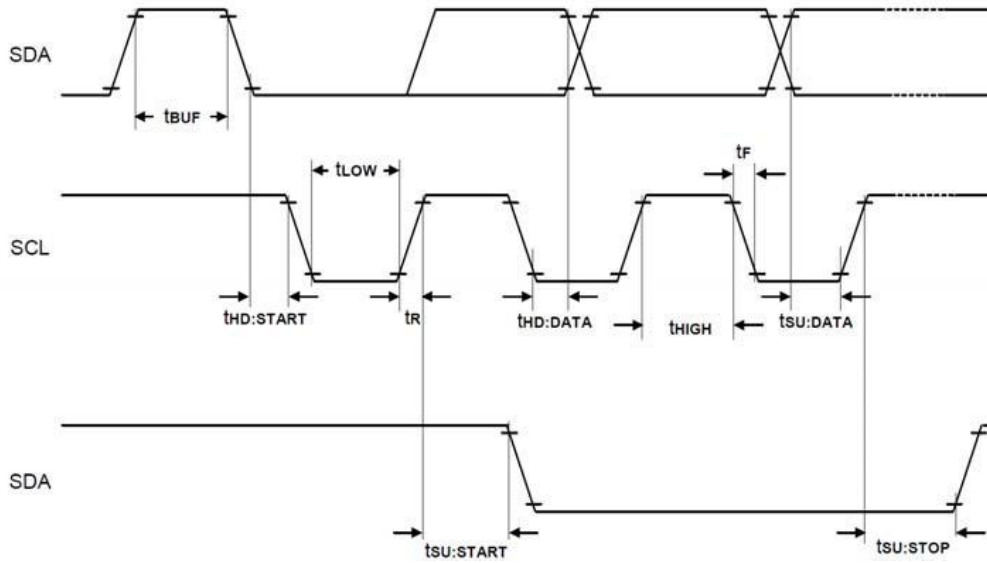 SDA
tBUF
tLOW
tF
SCL
tHD:START
tR
tHD:DATA
tHIGH
tSU:DATA
SDA
tSU:START
tSU:STOP